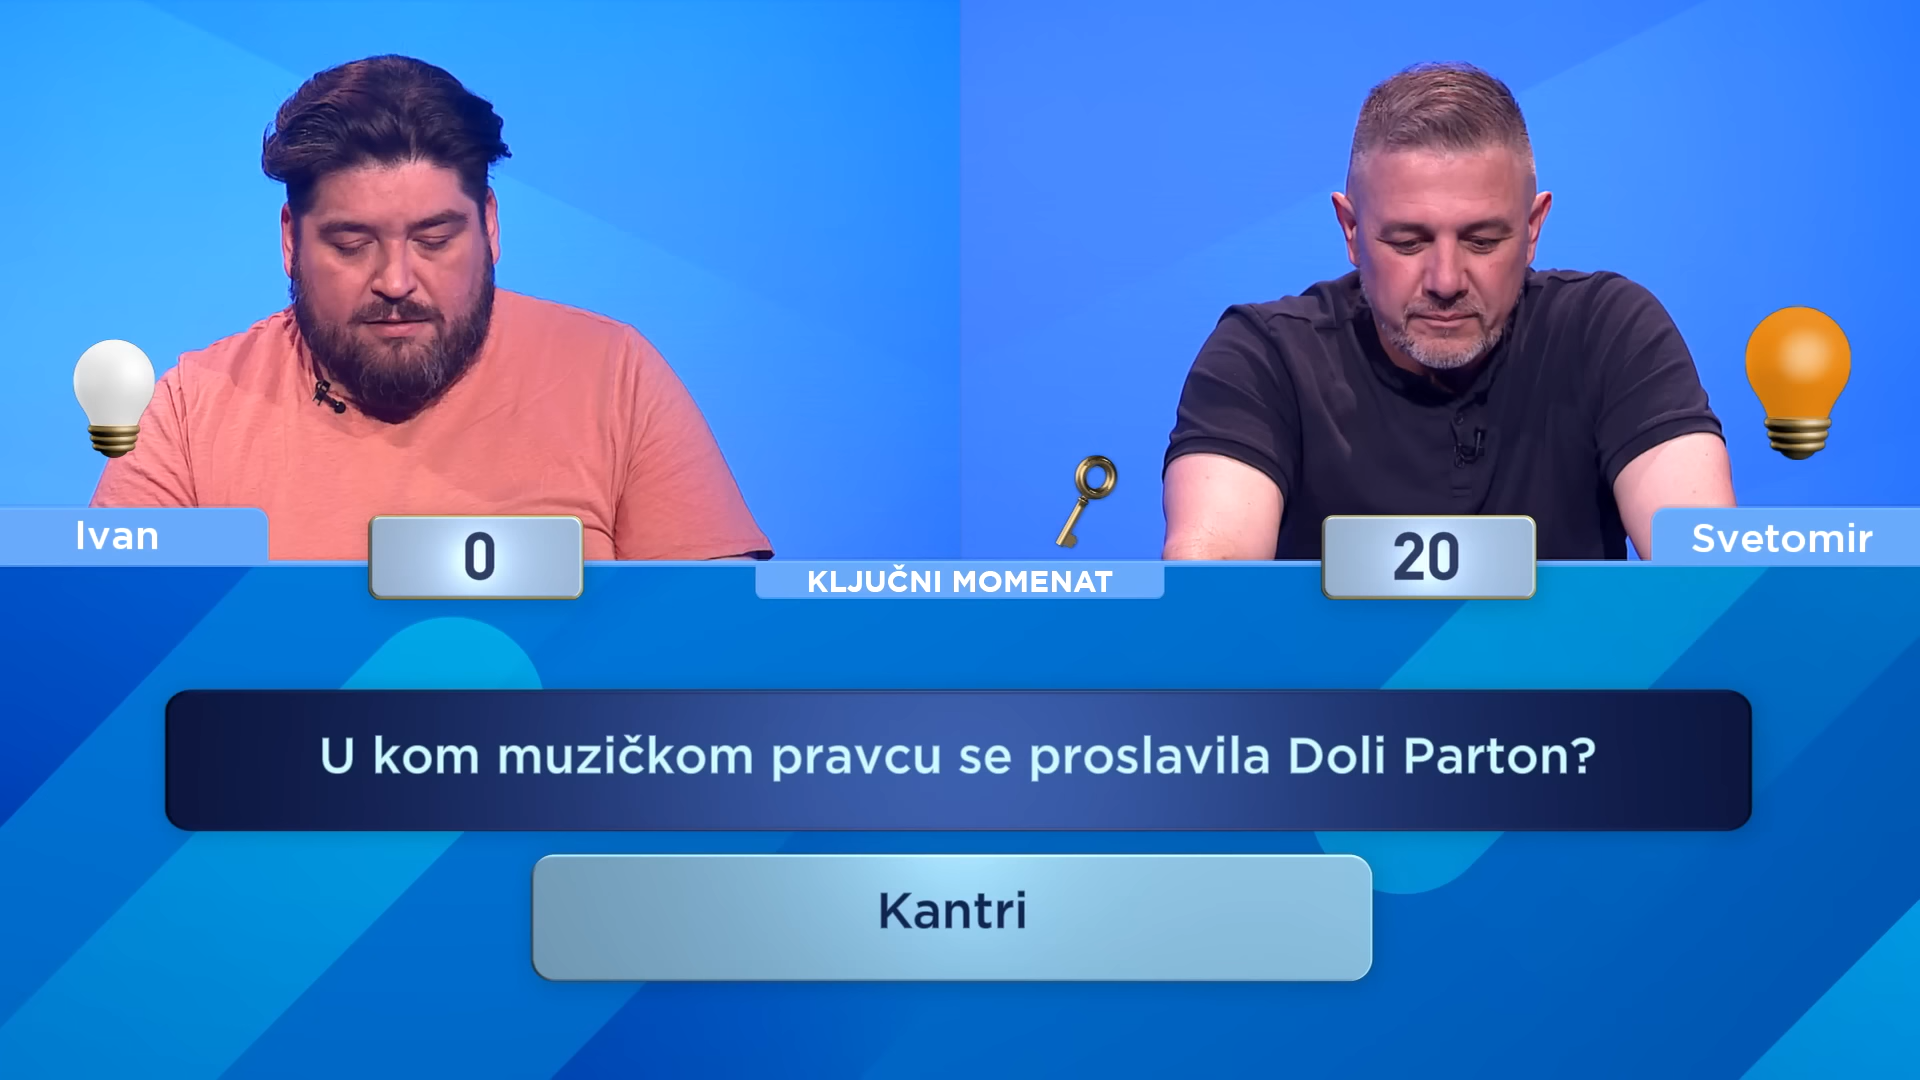 Ivan
0
KLJUČNI MOMENAT
20
Svetomir
U kom muzičkom pravcu se proslavila Doli Parton?
Kantri